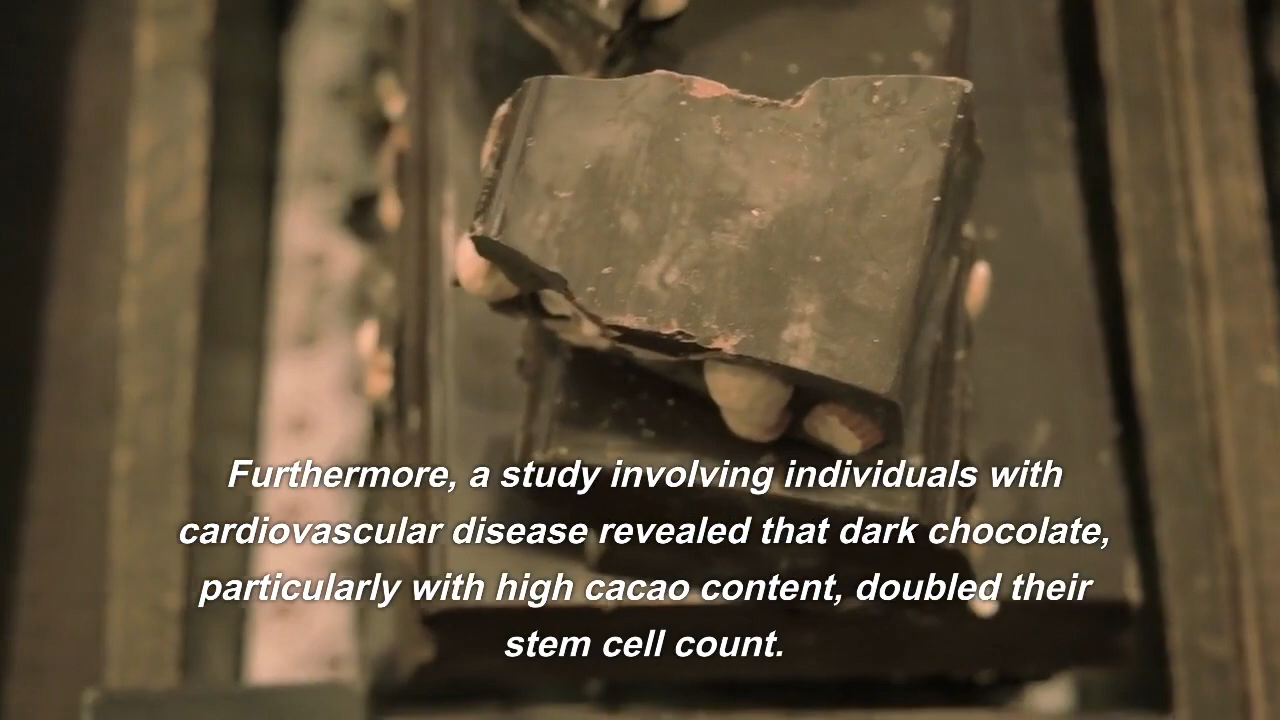 Furthermore, a study involving individuals with
cardiovascular disease revealed that dark chocolate,
particularly with high cacao content, doubled their
stem cell count.